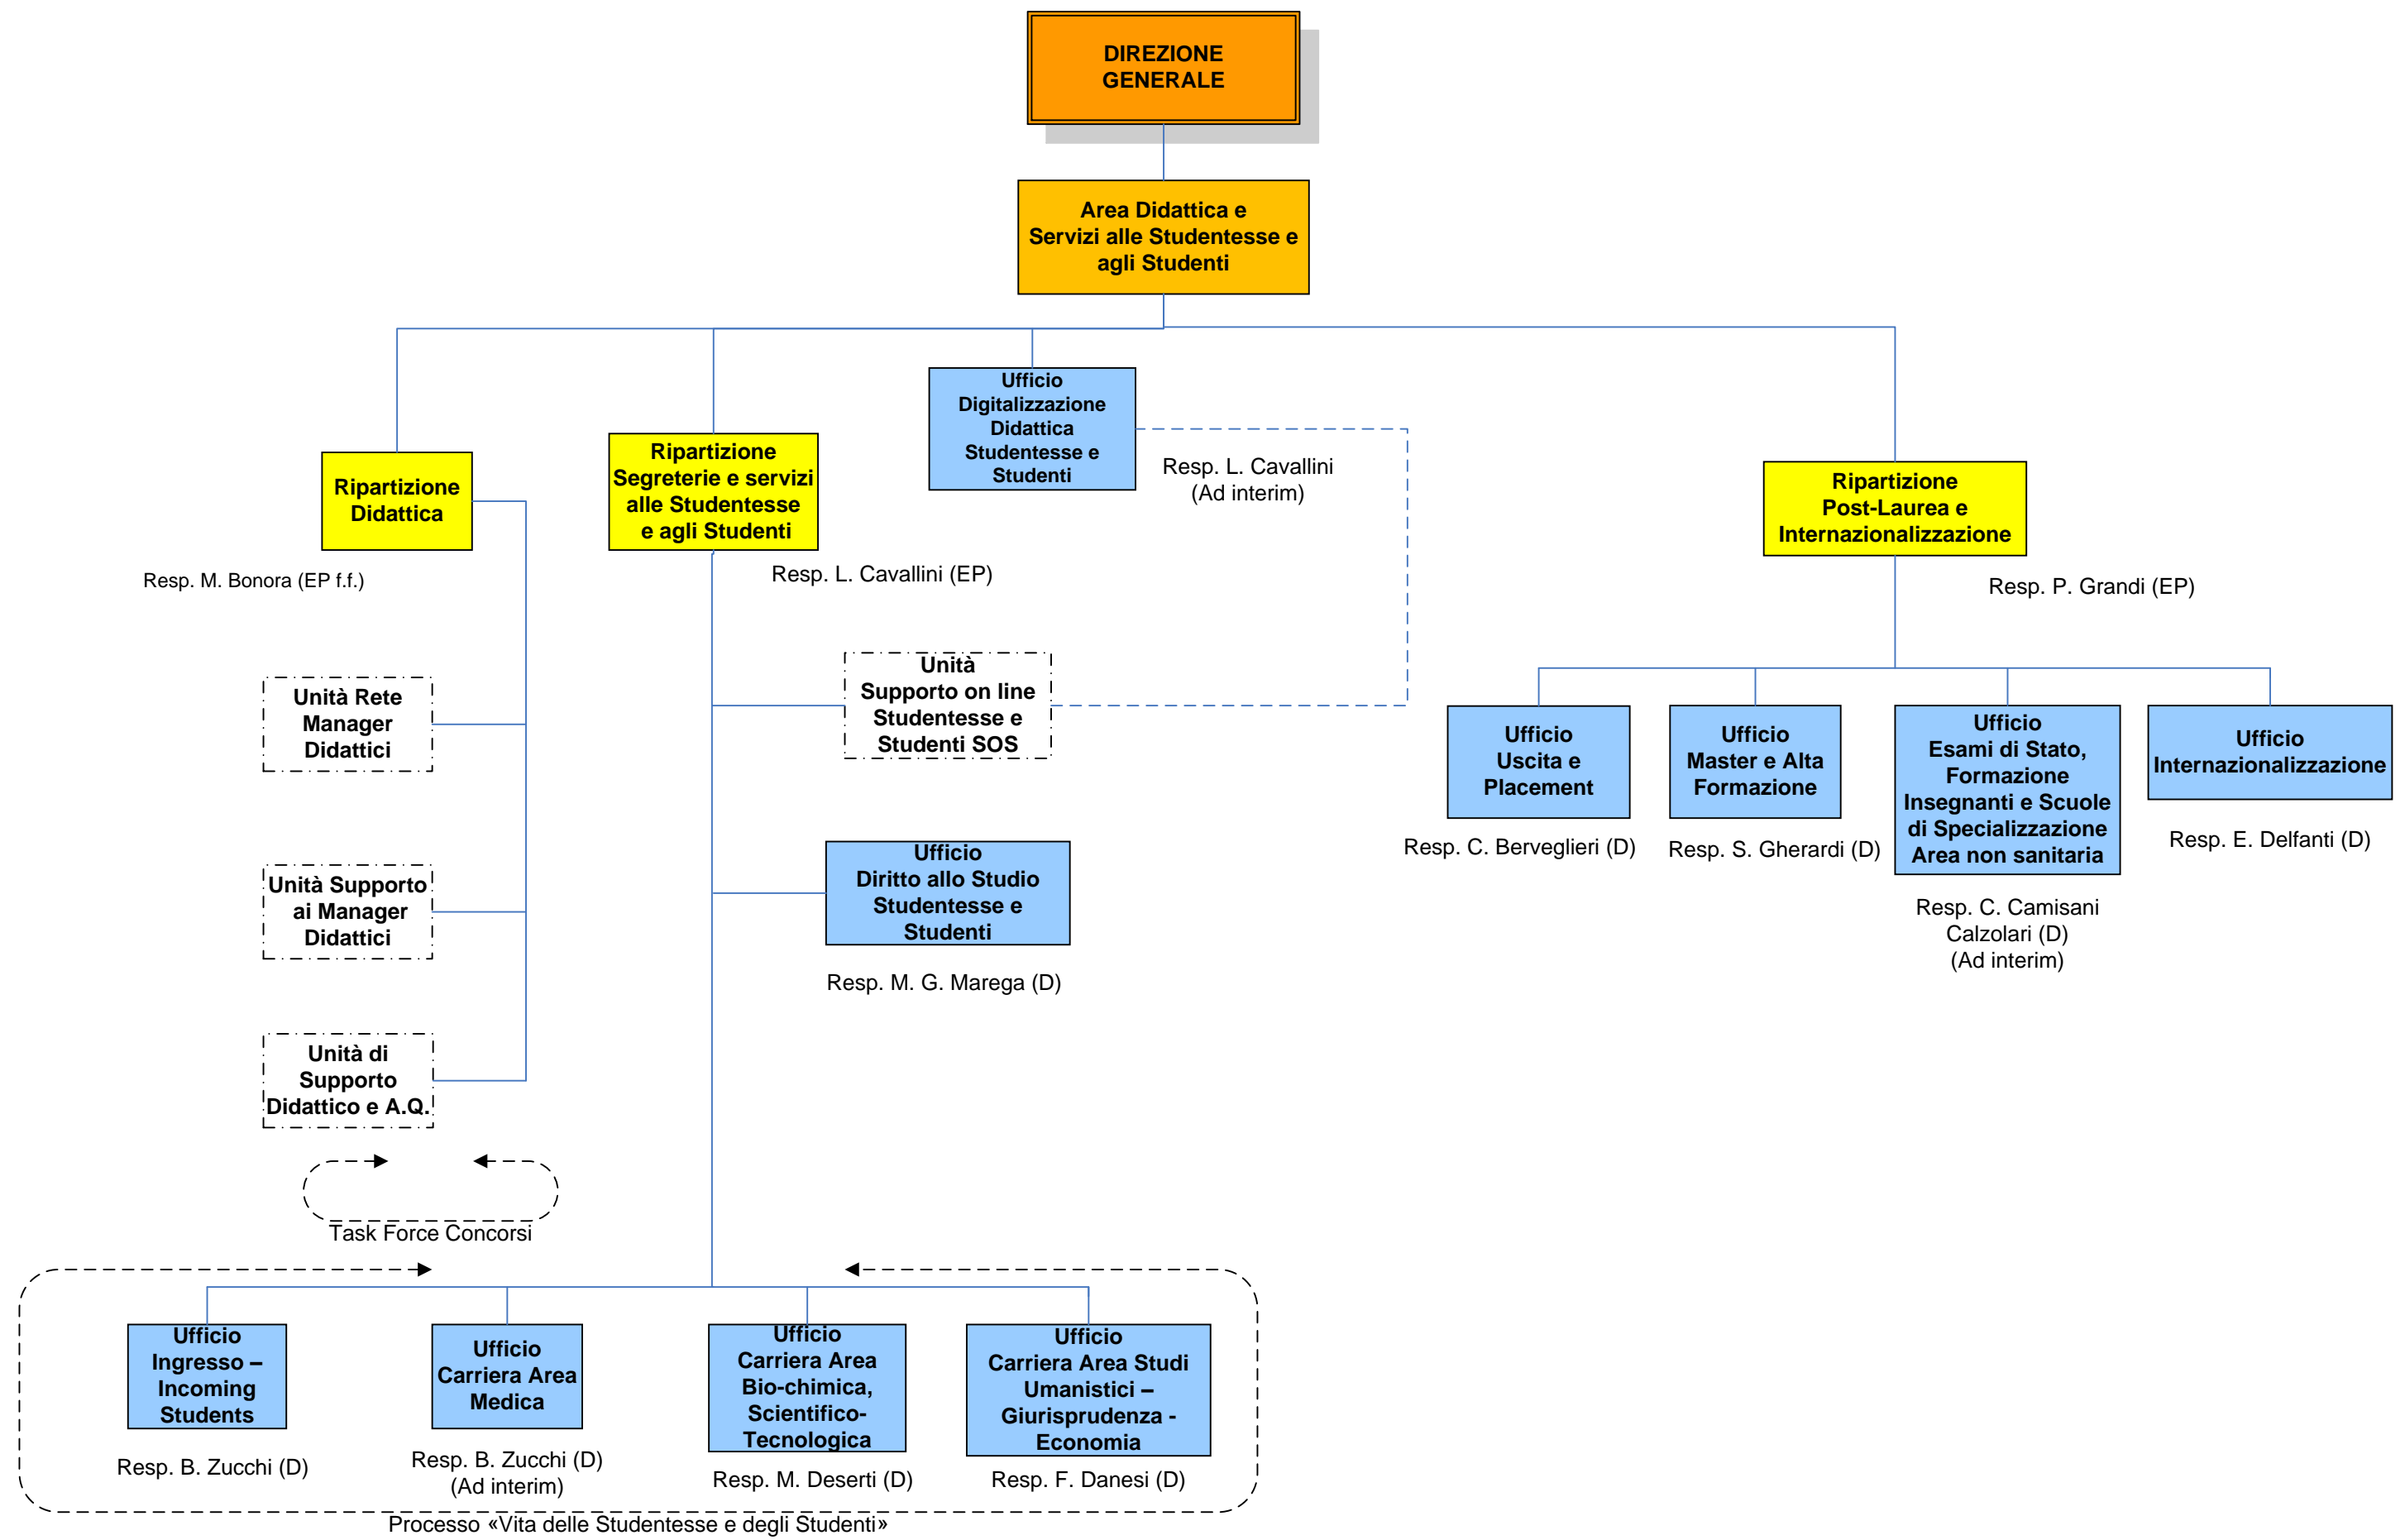 DIREZIONE
GENERALE
Area Didattica e
Servizi alle Studentesse e
agli Studenti
Ufficio
Digitalizzazione
Didattica
Studentesse e
Studenti
Resp. L. Cavallini
(Ad interim)
Ripartizione
Didattica
Resp. M. Bonora (EP f.f.)
Ripartizione
Segreterie e servizi
alle Studentesse
e agli Studenti
Resp. L. Cavallini (EP)
Ripartizione
Post-Laurea e
Internazionalizzazione
Resp. P. Grandi (EP)
Unità Rete
Manager
Didattici
Unità Supporto
ai Manager
Didattici
Unità di
Supporto
Didattico e A.Q.
Task Force Concorsi
Unità
Supporto on line
Studentesse e
Studenti SOS
Ufficio
Diritto allo Studio
Studentesse e
Studenti
Resp. M. G. Marega (D)
Ufficio
Uscita e
Placement
Resp. C. Berveglieri (D)
Ufficio
Master e Alta
Formazione
Resp. S. Gherardi (D)
Ufficio
Esami di Stato,
Formazione
Insegnanti e Scuole
di Specializzazione
Area non sanitaria
Resp. C. Camisani
Calzolari (D)
(Ad interim)
Ufficio
Internazionalizzazione
Resp. E. Delfanti (D)
Ufficio
Ingresso –
Incoming
Students
Resp. B. Zucchi (D)
Ufficio
Carriera Area
Medica
Resp. B. Zucchi (D)
(Ad interim)
Ufficio
Carriera Area
Bio-chimica,
Scientifico-
Tecnologica
Resp. M. Deserti (D)
Ufficio
Carriera Area Studi
Umanistici –
Giurisprudenza -
Economia
Resp. F. Danesi (D)
Processo «Vita delle Studentesse e degli Studenti»